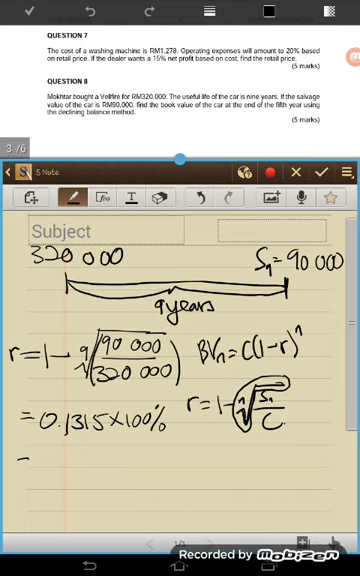 QUESTION 7
The cost of a washing machine is RM1,278. Operating expenses will amount to 20% based
on retail price. If the dealer wants a 15% net profit based on cost, find the retail price.
(5 marks)
QUESTION 8
Mokhtar bought a Vellfire for RM320,000. The useful life of the car is nine years. If the salvage
value of the car is RM90,000, find the book value of the car at the end of the fifth year using
the declining balance method.
(5 marks)
3 /6
S Note
Subject
320 000
Sₙ = 90 000
9 years
r = 1 - ⁹√(90 000 / 320 000)
BVₙ = C(1-r)ⁿ
= 0.1315 × 100%
r = 1 - ⁿ√(Sₙ / C)
=
Recorded by Mobizen